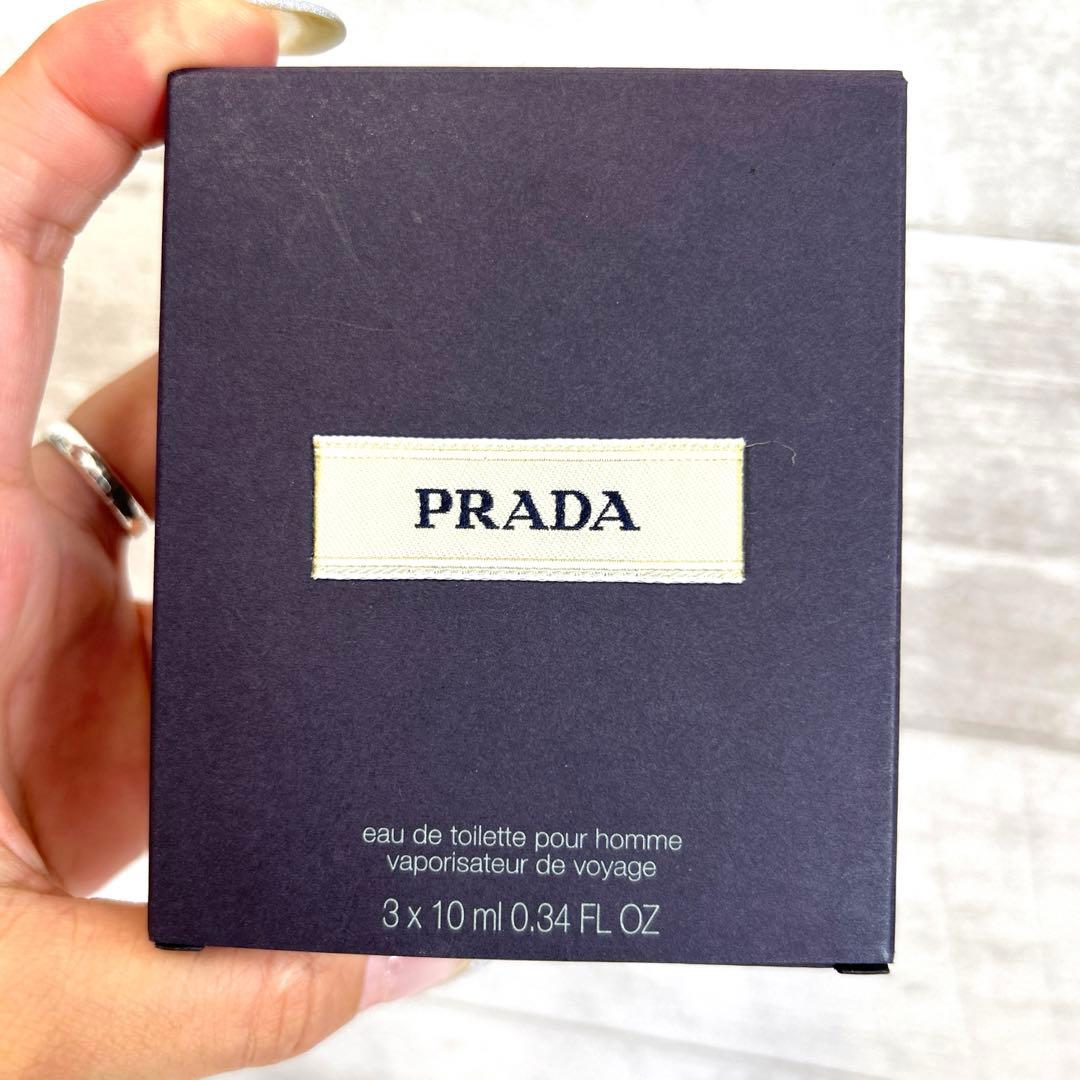 PRADA
eau de toilette pour homme
vaporisateur de voyage
3 x 10 ml 0.34 FL OZ